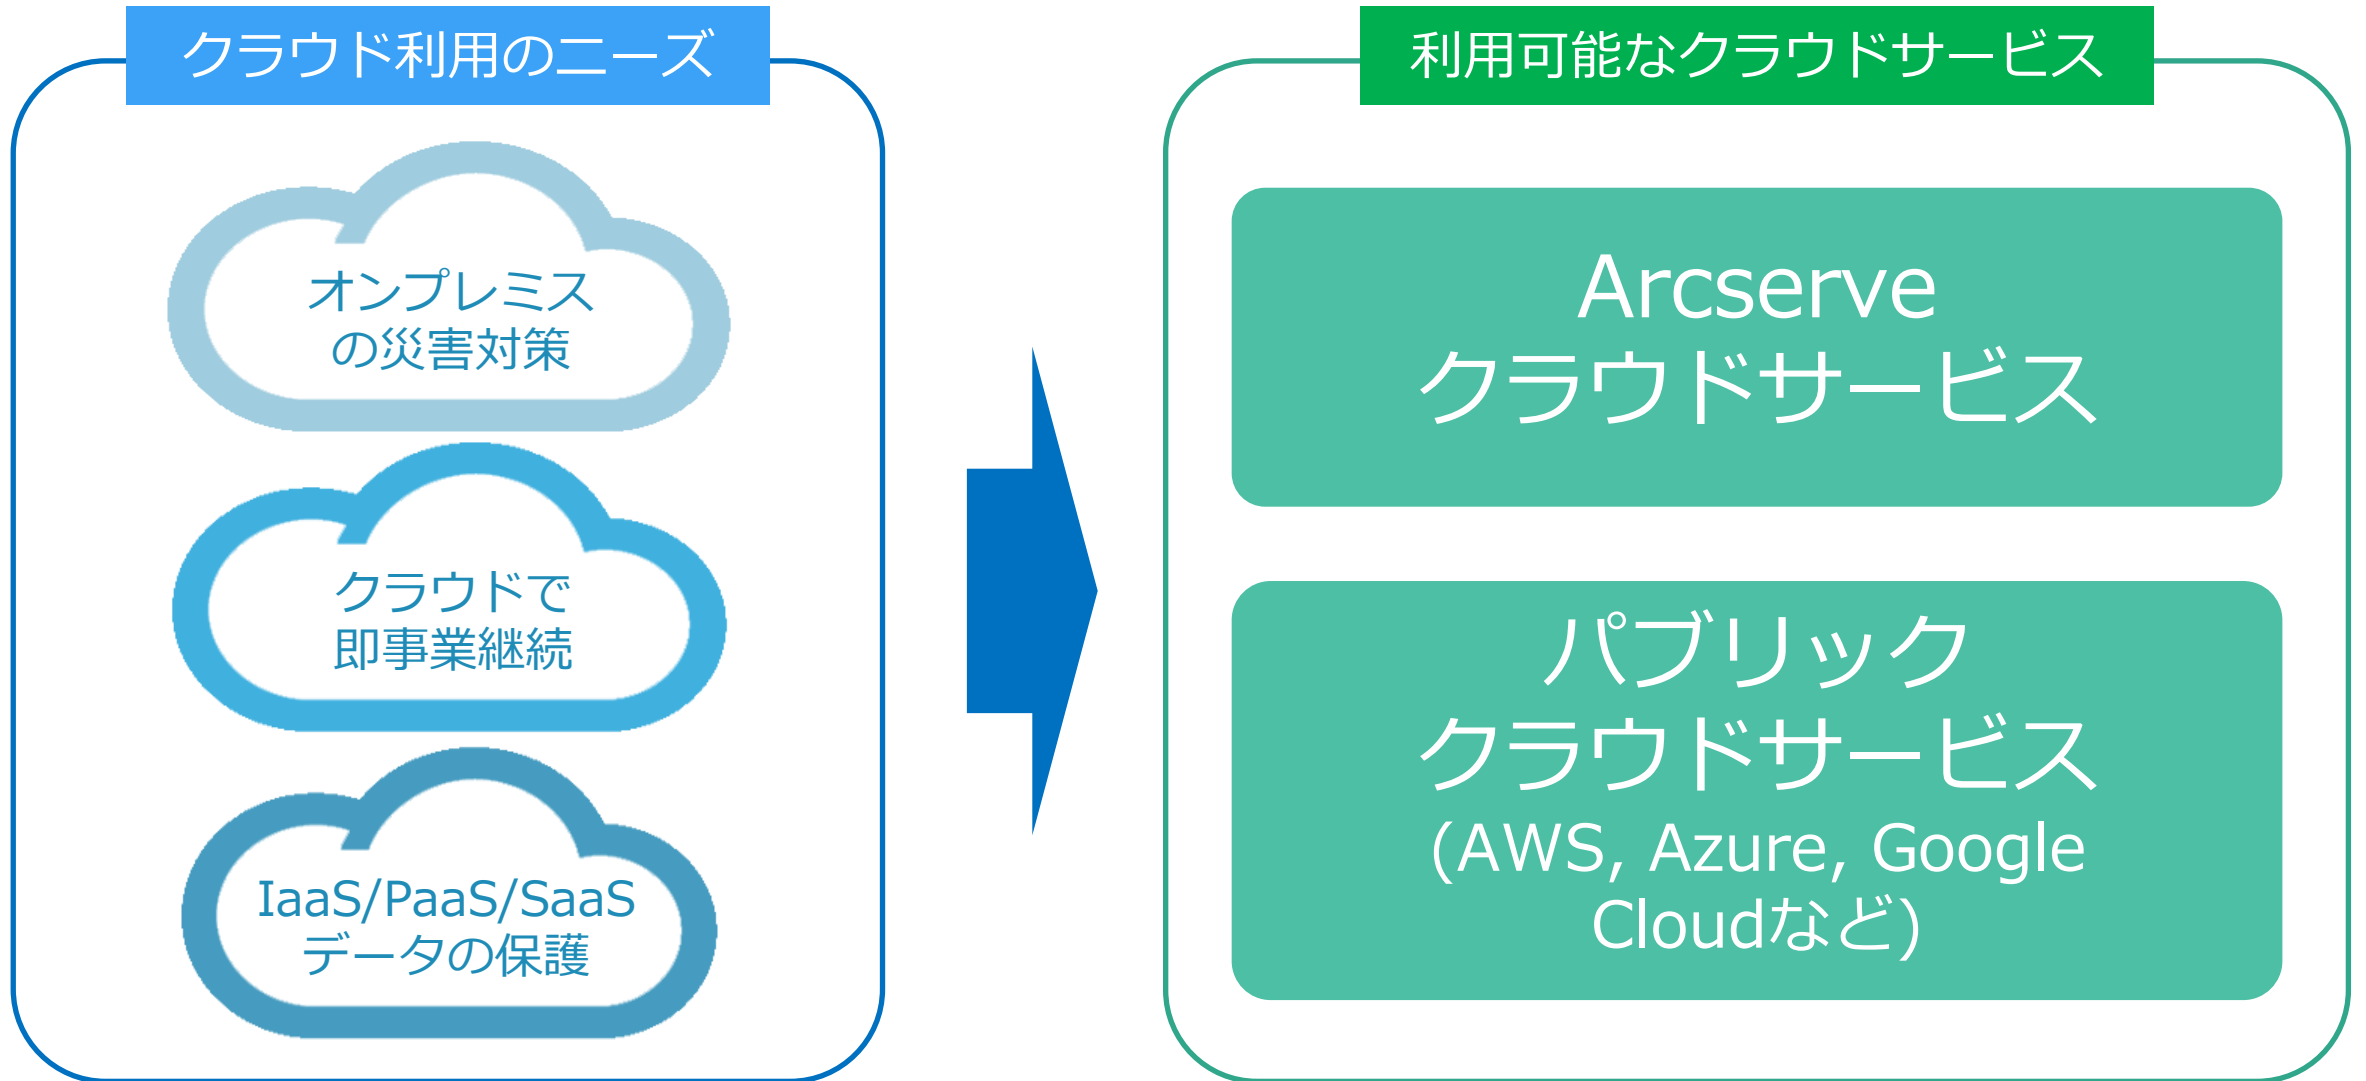 クラウド利用のニーズ
オンプレミス
の災害対策
クラウドで
即事業継続
IaaS/PaaS/SaaS
データの保護
利用可能なクラウドサービス
Arcserve
クラウドサービス
パブリック
クラウドサービス
(AWS, Azure, Google
Cloudなど)